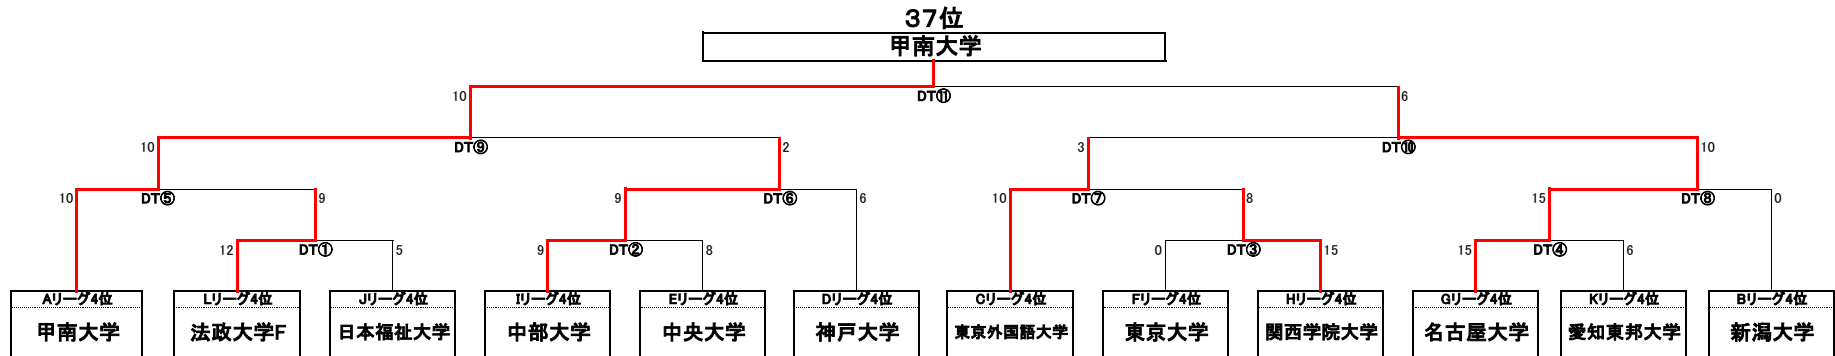 37位
甲南大学
10 DT⑪ 6
10 DT⑨ 2 3 DT⑩ 10
10 DT⑤ 9 9 DT⑥ 6 10 DT⑦ 8 15 DT⑧ 0
12 DT① 5 9 DT② 8 0 DT③ 15 15 DT④ 6
Aリーグ4位 Lリーグ4位 Jリーグ4位 Iリーグ4位 Eリーグ4位 Dリーグ4位 Cリーグ4位 Fリーグ4位 Hリーグ4位 Gリーグ4位 Kリーグ4位 Bリーグ4位
甲南大学 法政大学F 日本福祉大学 中部大学 中央大学 神戸大学 東京外国語大学 東京大学 関西学院大学 名古屋大学 愛知東邦大学 新潟大学